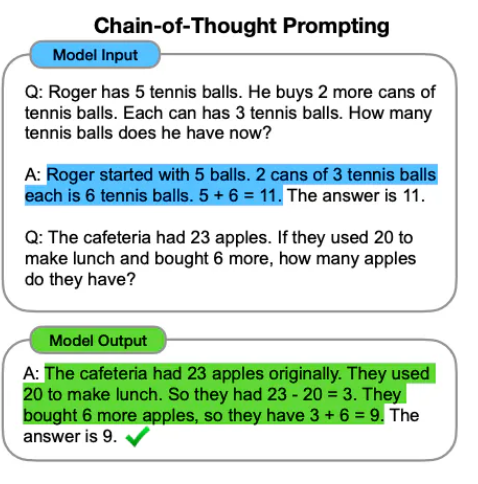 Chain-of-Thought Prompting
Model Input
Q: Roger has 5 tennis balls. He buys 2 more cans of
tennis balls. Each can has 3 tennis balls. How many
tennis balls does he have now?
A: Roger started with 5 balls. 2 cans of 3 tennis balls
each is 6 tennis balls. 5 + 6 = 11. The answer is 11.
Q: The cafeteria had 23 apples. If they used 20 to
make lunch and bought 6 more, how many apples
do they have?
Model Output
A: The cafeteria had 23 apples originally. They used
20 to make lunch. So they had 23 - 20 = 3. They
bought 6 more apples, so they have 3 + 6 = 9. The
answer is 9.